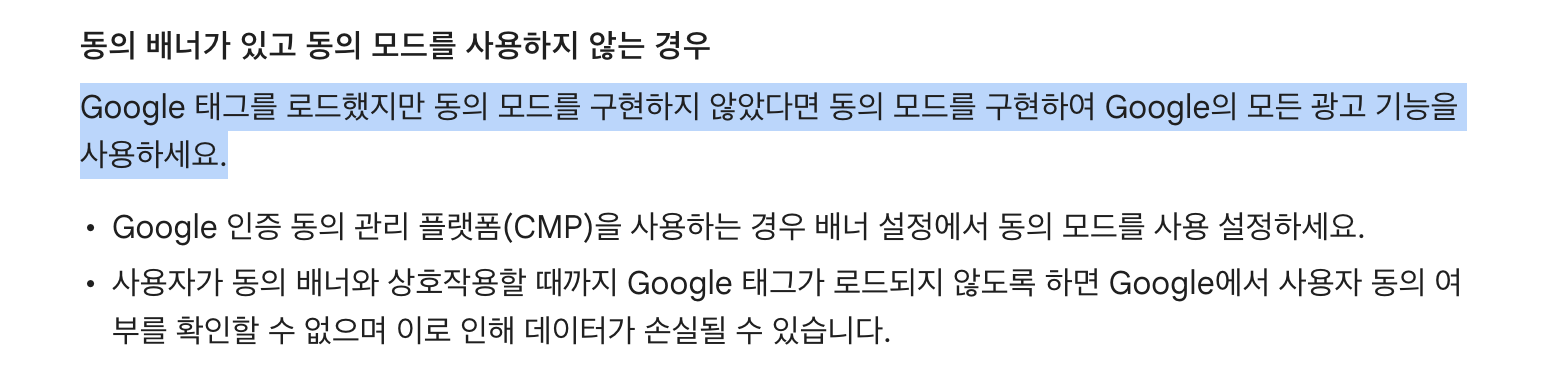 동의 배너가 있고 동의 모드를 사용하지 않는 경우
Google 태그를 로드했지만 동의 모드를 구현하지 않았다면 동의 모드를 구현하여 Google의 모든 광고 기능을
사용하세요.
• Google 인증 동의 관리 플랫폼(CMP)을 사용하는 경우 배너 설정에서 동의 모드를 사용 설정하세요.
• 사용자가 동의 배너와 상호작용할 때까지 Google 태그가 로드되지 않도록 하면 Google에서 사용자 동의 여
부를 확인할 수 없으며 이로 인해 데이터가 손실될 수 있습니다.